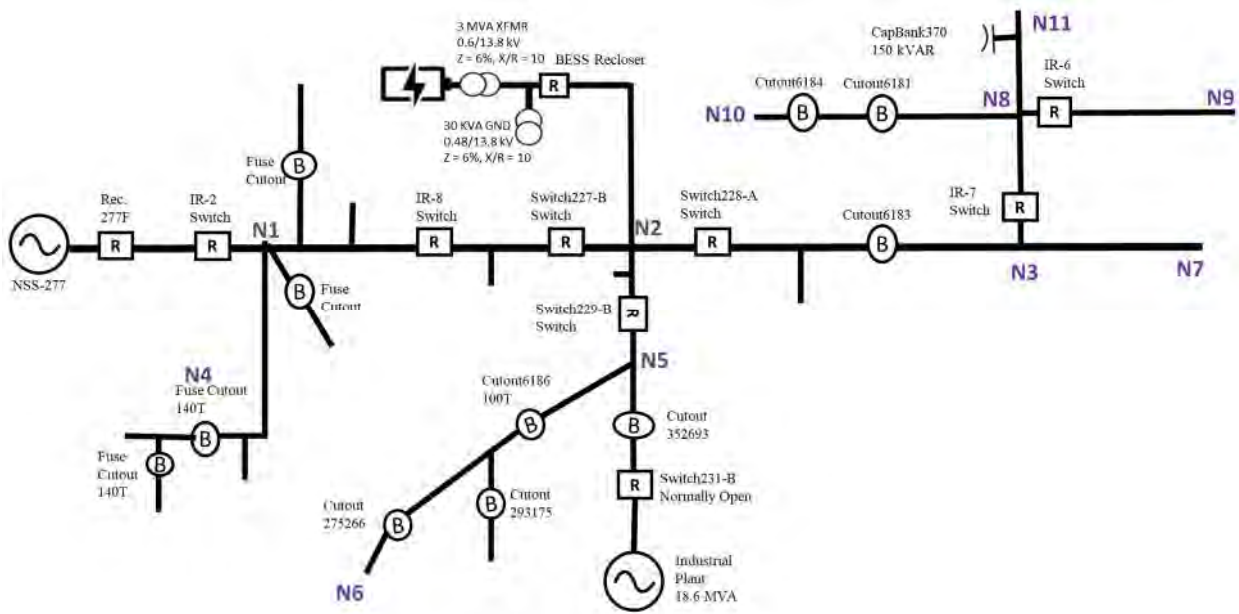 3 MVA XFMR
0.6/13.8 kV
Z = 6%, X/R = 10
BESS Recloser
R
30 KVA GND
0.48/13.8 kV
Z = 6%, X/R = 10
CapBank370
150 kVAR
N11
IR-6
Switch
Cutout6184
Cutout6181
N10
B
B
N8
R
N9
Fuse
Cutout
B
Rec.
277F
IR-2
Switch
N1
IR-8
Switch
Switch227-B
Switch
N2
Switch228-A
Switch
Cutout6183
IR-7
Switch
R
NSS-277
R
R
R
R
R
B
N3
N7
B
Fuse
Cutout
Switch229-B
Switch
R
N5
N4
Fuse Cutout
140T
B
Fuse
Cutout
140T
B
Cutout6186
100T
B
B
Cutout
352693
R
Switch231-B
Normally Open
Cutout
275266
B
B
Cutout
293175
N6
Industrial
Plant
18.6 MVA